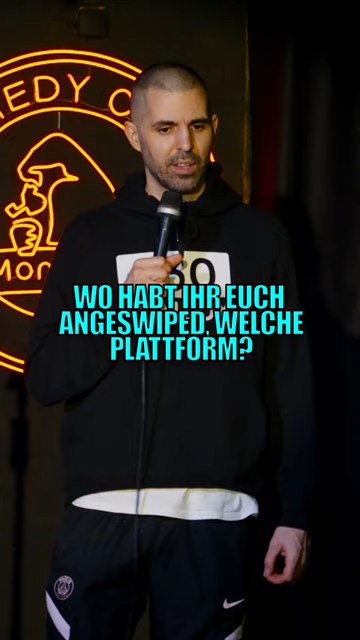 EDY C
MON
30
WO HABT IHR EUCH
ANGESWIPED, WELCHE
PLATTFORM?